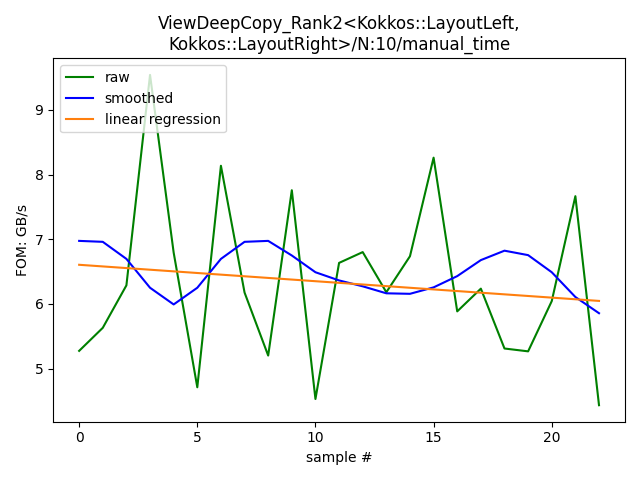 ViewDeepCopy_Rank2<Kokkos::LayoutLeft,
Kokkos::LayoutRight>/N:10/manual_time
raw
smoothed
linear regression
FOM: GB/s
9
8
7
6
5
0
5
10
15
20
sample #